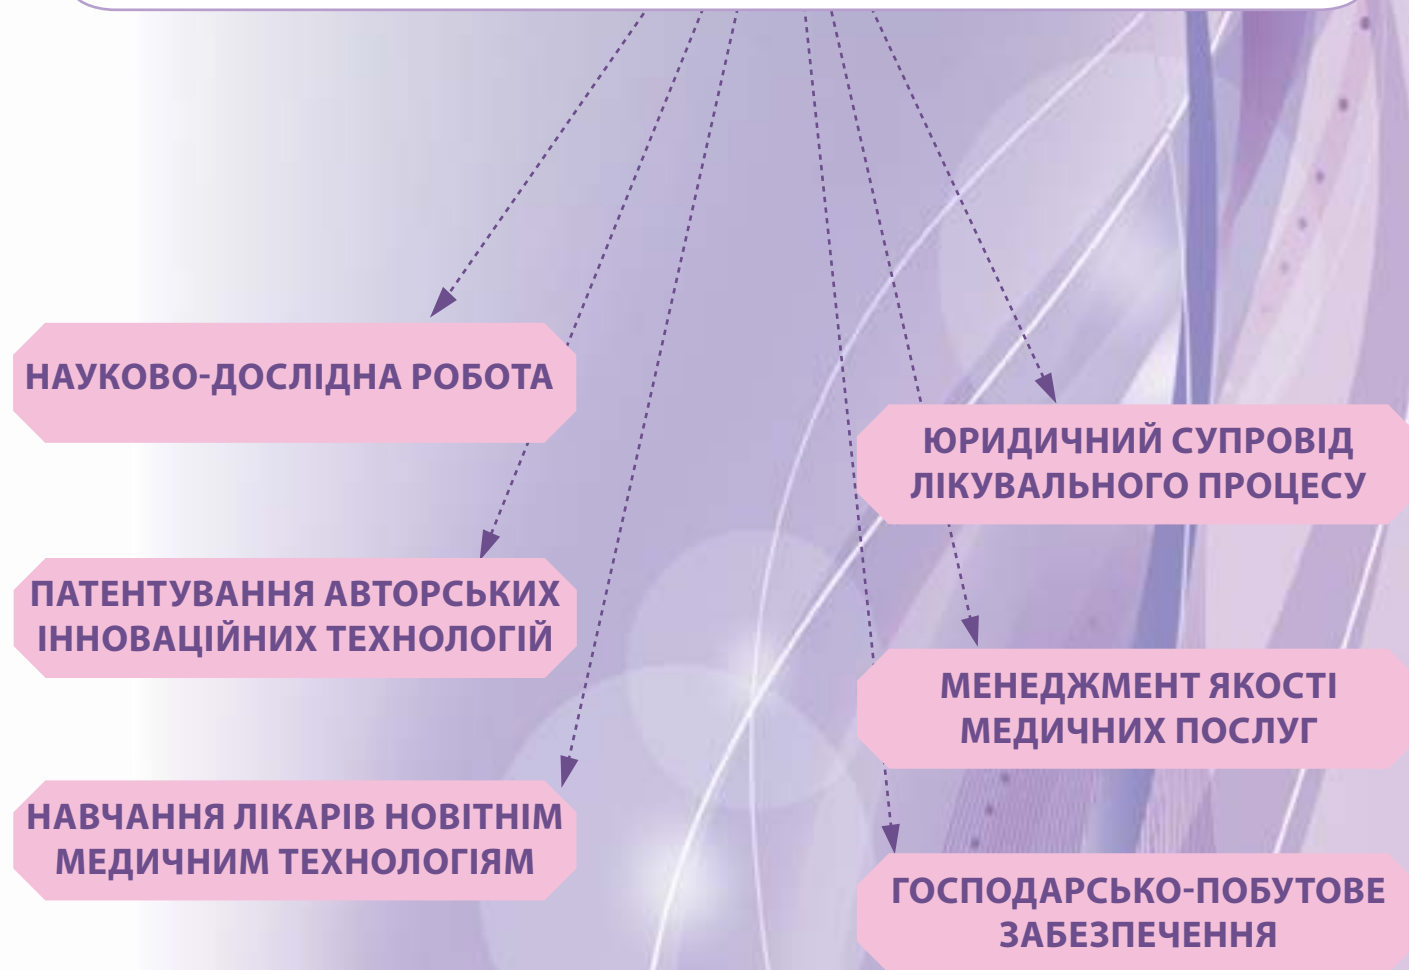 НАУКОВО-ДОСЛІДНА РОБОТА
ПАТЕНТУВАННЯ АВТОРСЬКИХ
ІННОВАЦІЙНИХ ТЕХНОЛОГІЙ
НАВЧАННЯ ЛІКАРІВ НОВІТНІМ
МЕДИЧНИМ ТЕХНОЛОГІЯМ
ЮРИДИЧНИЙ СУПРОВІД
ЛІКУВАЛЬНОГО ПРОЦЕСУ
МЕНЕДЖМЕНТ ЯКОСТІ
МЕДИЧНИХ ПОСЛУГ
ГОСПОДАРСЬКО-ПОБУТОВЕ
ЗАБЕЗПЕЧЕННЯ